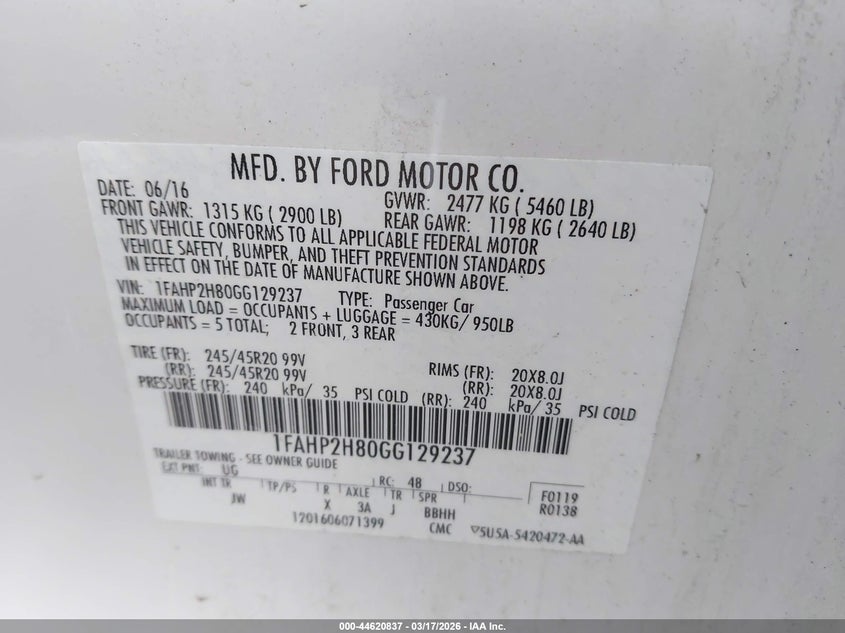 MFD. BY FORD MOTOR CO.
DATE: 06/16 GVWR: 2477 KG ( 5460 LB)
FRONT GAWR: 1315 KG ( 2900 LB) REAR GAWR: 1198 KG ( 2640 LB)
THIS VEHICLE CONFORMS TO ALL APPLICABLE FEDERAL MOTOR
VEHICLE SAFETY, BUMPER, AND THEFT PREVENTION STANDARDS
IN EFFECT ON THE DATE OF MANUFACTURE SHOWN ABOVE.
VIN: 1FAHP2H80GG129237 TYPE: Passenger Car
MAXIMUM LOAD = OCCUPANTS + LUGGAGE = 430KG/ 950LB
OCCUPANTS = 5 TOTAL; 2 FRONT, 3 REAR
TIRE (FR): 245/45R20 99V RIMS (FR): 20X8.0J
(RR): 245/45R20 99V (RR): 20X8.0J
PRESSURE (FR): 240 kPa/ 35 PSI COLD (RR): 240 kPa/ 35 PSI COLD
1FAHP2H80GG129237
TRAILER TOWING - SEE OWNER GUIDE
EXT PNT: UG RC: 48 DSO: F0119
INT TR TP/PS R AXLE TR SPR R0138
JW X 3A J BBHH
1201606071399 CMC 5U5A-5420472-AA
000-44620837 - 03/17/2026 - IAA Inc.